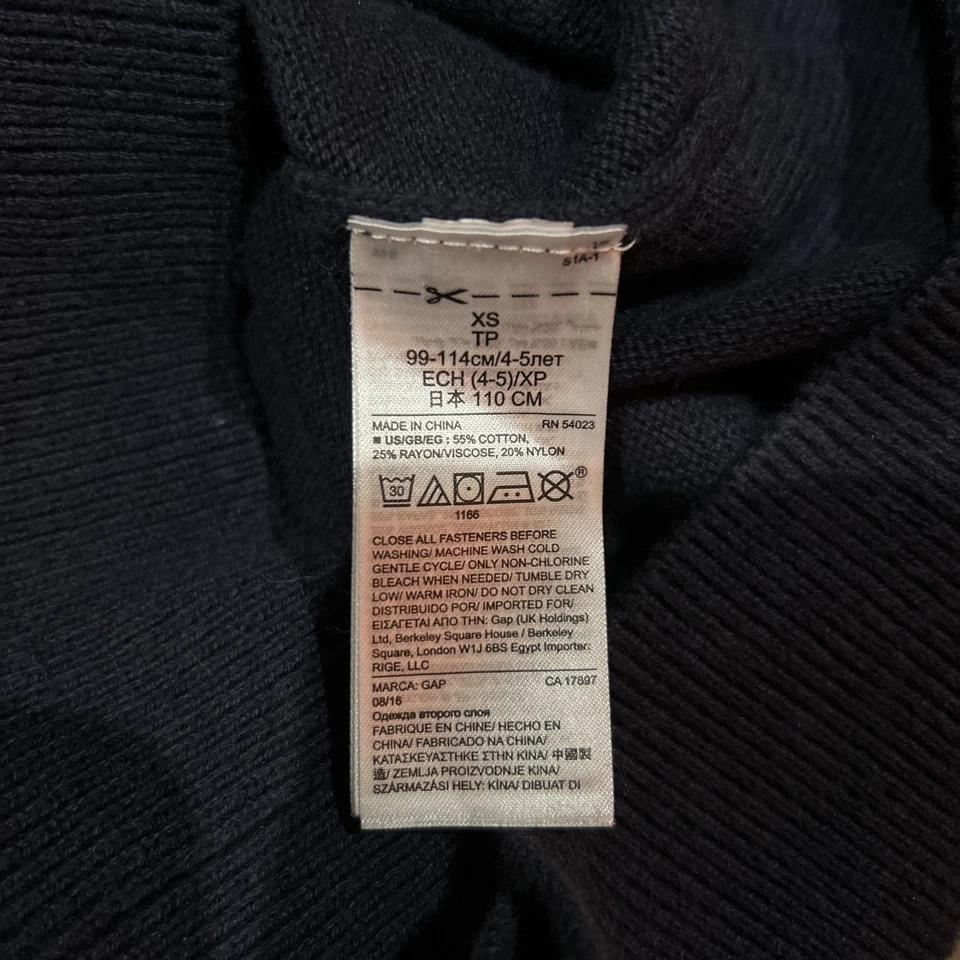 S1A-1
XS
TP
99-114см/4-5лет
ECH (4-5)/XP
日本 110 CM
MADE IN CHINA RN 54023
■ US/GB/EG : 55% COTTON,
25% RAYON/VISCOSE, 20% NYLON
30 ®
1166
CLOSE ALL FASTENERS BEFORE
WASHING/ MACHINE WASH COLD
GENTLE CYCLE/ ONLY NON-CHLORINE
BLEACH WHEN NEEDED/ TUMBLE DRY
LOW/ WARM IRON/ DO NOT DRY CLEAN
DISTRIBUIDO POR/ IMPORTED FOR/
ΕΙΣΑΓΕΤΑΙ ΑΠΟ ΤΗΝ: Gap (UK Holdings)
Ltd, Berkeley Square House / Berkeley
Square, London W1J 6BS Egypt Importer:
RIGE, LLC
MARCA: GAP CA 17897
08/16
Одежда второго слоя
FABRIQUE EN CHINE/ HECHO EN
CHINA/ FABRICADO NA CHINA/
ΚΑΤΑΣΚΕΥΑΣΤΗΚΕ ΣΤΗΝ ΚΙΝΑ/ 中國製
造/ ZEMLJA PROIZVODNJE KINA/
SZÁRMAZÁSI HELY: KÍNA/ DIBUAT DI